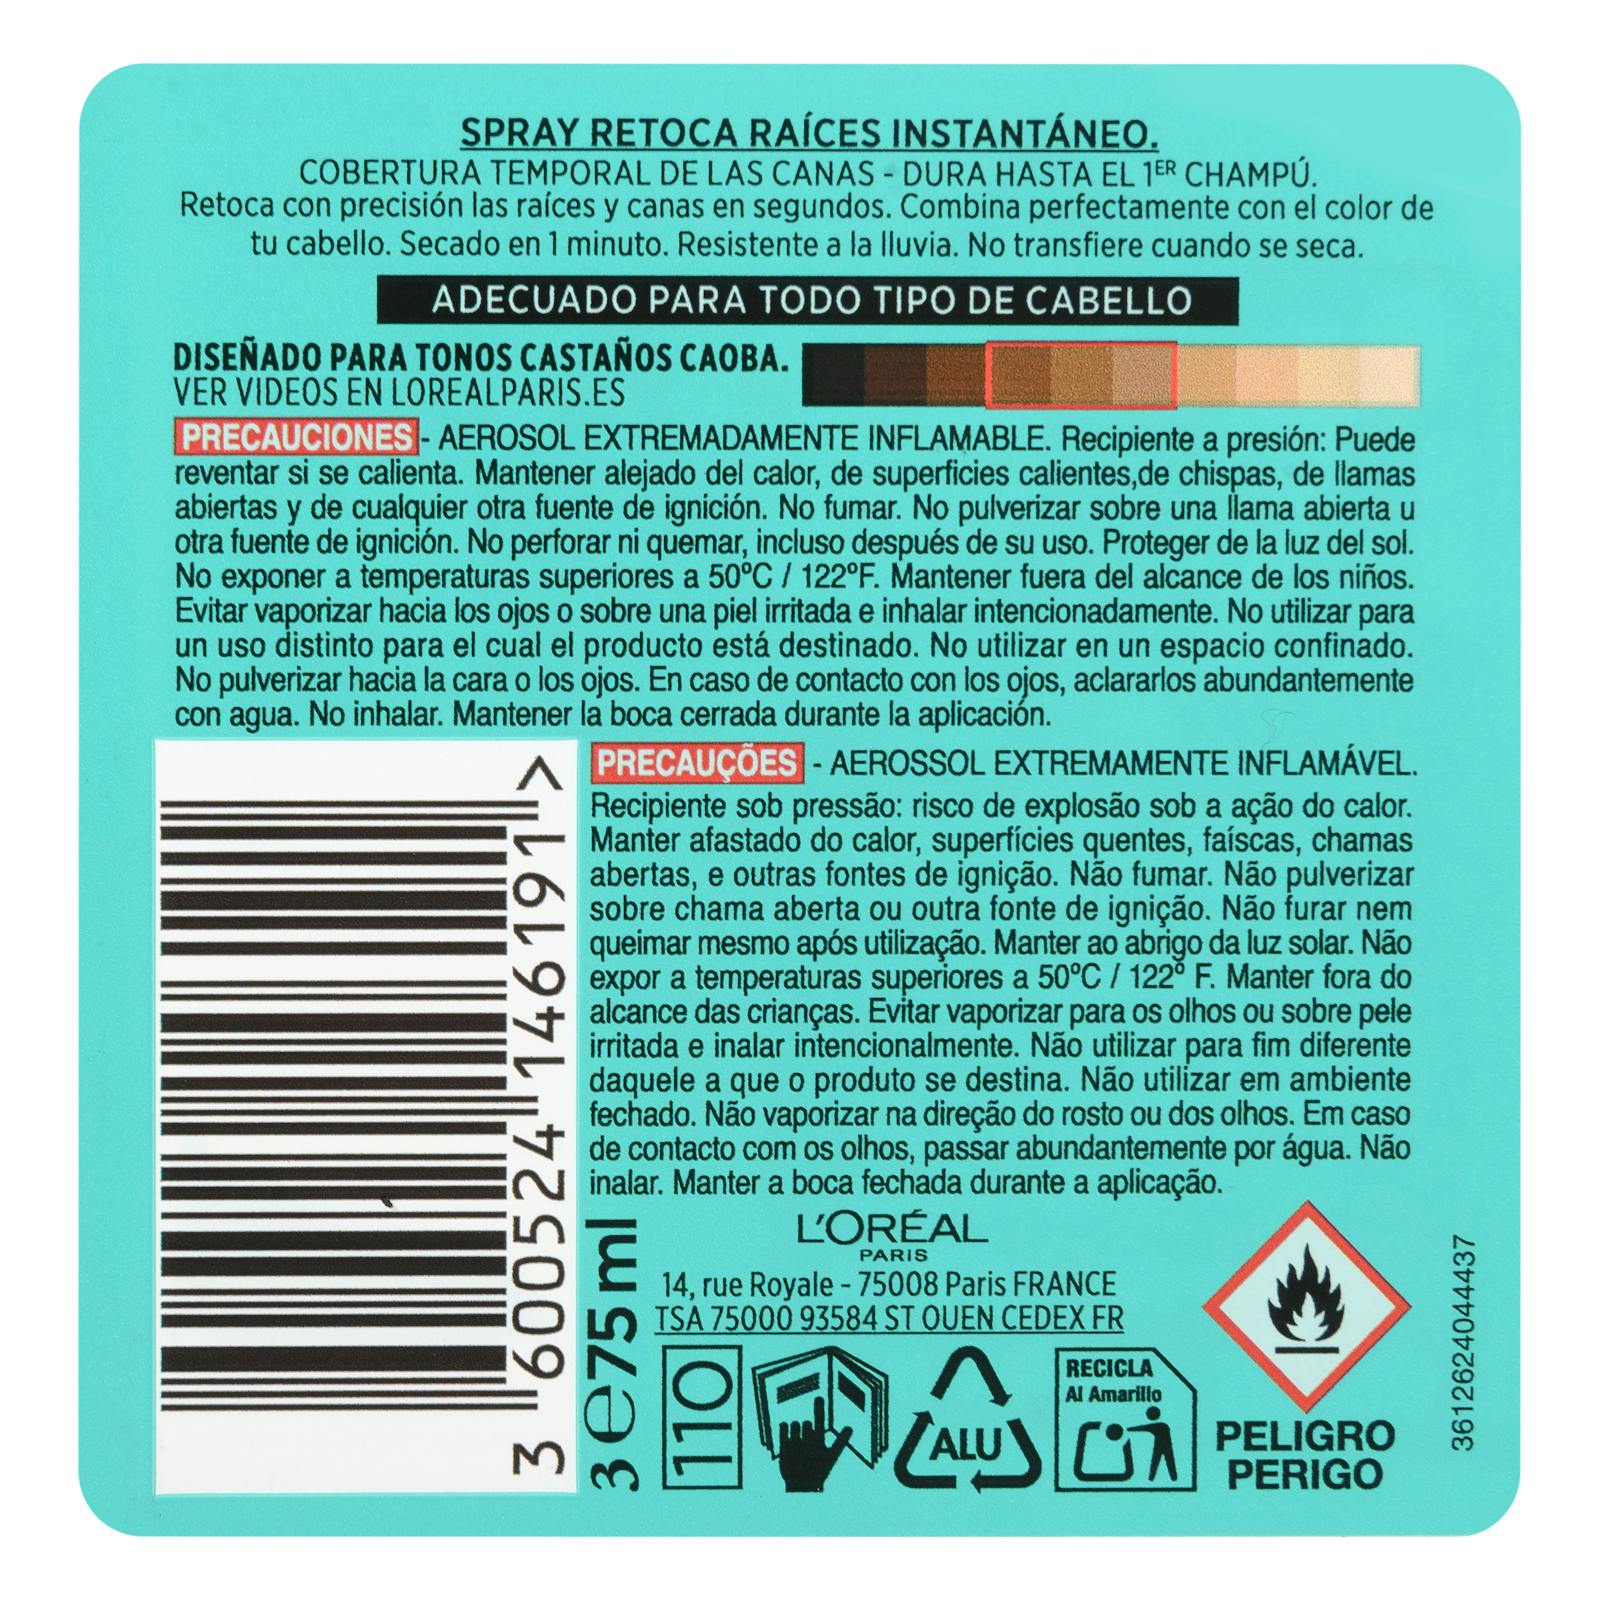 SPRAY RETOCA RAÍCES INSTANTÁNEO.
COBERTURA TEMPORAL DE LAS CANAS - DURA HASTA EL 1ER CHAMPÚ.
Retoca con precisión las raíces y canas en segundos. Combina perfectamente con el color de
tu cabello. Secado en 1 minuto. Resistente a la lluvia. No transfiere cuando se seca.
ADECUADO PARA TODO TIPO DE CABELLO
DISEÑADO PARA TONOS CASTAÑOS CAOBA.
VER VIDEOS EN LOREALPARIS.ES
PRECAUCIONES - AEROSOL EXTREMADAMENTE INFLAMABLE. Recipiente a presión: Puede
reventar si se calienta. Mantener alejado del calor, de superficies calientes,de chispas, de llamas
abiertas y de cualquier otra fuente de ignición. No fumar. No pulverizar sobre una llama abierta u
otra fuente de ignición. No perforar ni quemar, incluso después de su uso. Proteger de la luz del sol.
No exponer a temperaturas superiores a 50ºC / 122ºF. Mantener fuera del alcance de los niños.
Evitar vaporizar hacia los ojos o sobre una piel irritada e inhalar intencionadamente. No utilizar para
un uso distinto para el cual el producto está destinado. No utilizar en un espacio confinado.
No pulverizar hacia la cara o los ojos. En caso de contacto con los ojos, aclararlos abundantemente
con agua. No inhalar. Mantener la boca cerrada durante la aplicación.
PRECAUÇÕES - AEROSSOL EXTREMAMENTE INFLAMÁVEL.
Recipiente sob pressão: risco de explosão sob a ação do calor.
Manter afastado do calor, superfícies quentes, faíscas, chamas
abertas, e outras fontes de ignição. Não fumar. Não pulverizar
sobre chama aberta ou outra fonte de ignição. Não furar nem
queimar mesmo após utilização. Manter ao abrigo da luz solar. Não
expor a temperaturas superiores a 50ºC / 122º F. Manter fora do
alcance das crianças. Evitar vaporizar para os olhos ou sobre pele
irritada e inalar intencionalmente. Não utilizar para fim diferente
daquele a que o produto se destina. Não utilizar em ambiente
fechado. Não vaporizar na direção do rosto ou dos olhos. Em caso
de contacto com os olhos, passar abundantemente por água. Não
inalar. Manter a boca fechada durante a aplicação.
3 600524 146191 >
3 e 75 ml
L'ORÉAL
PARIS
14, rue Royale - 75008 Paris FRANCE
TSA 75000 93584 ST OUEN CEDEX FR
110
ALU
RECICLA
Al Amarillo
PELIGRO
PERIGO
3612624044437